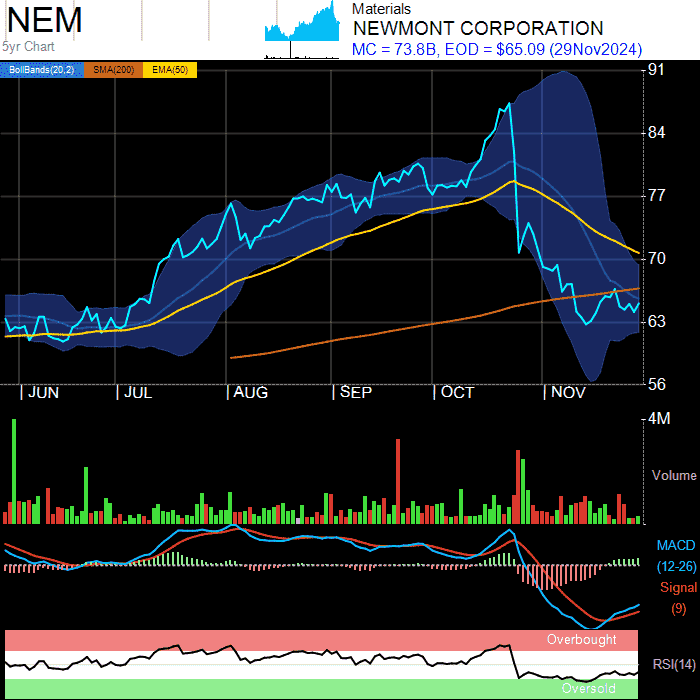 NEM
5yr Chart
Materials
NEWMONT CORPORATION
MC = 73.8B, EOD = $65.09 (29Nov2024)
BollBands(20,2) SMA(200) EMA(50)
91
84
77
70
63
56
| JUN | JUL | AUG | SEP | OCT | NOV
4M
Volume
MACD
(12-26)
Signal
(9)
Overbought
RSI(14)
Oversold